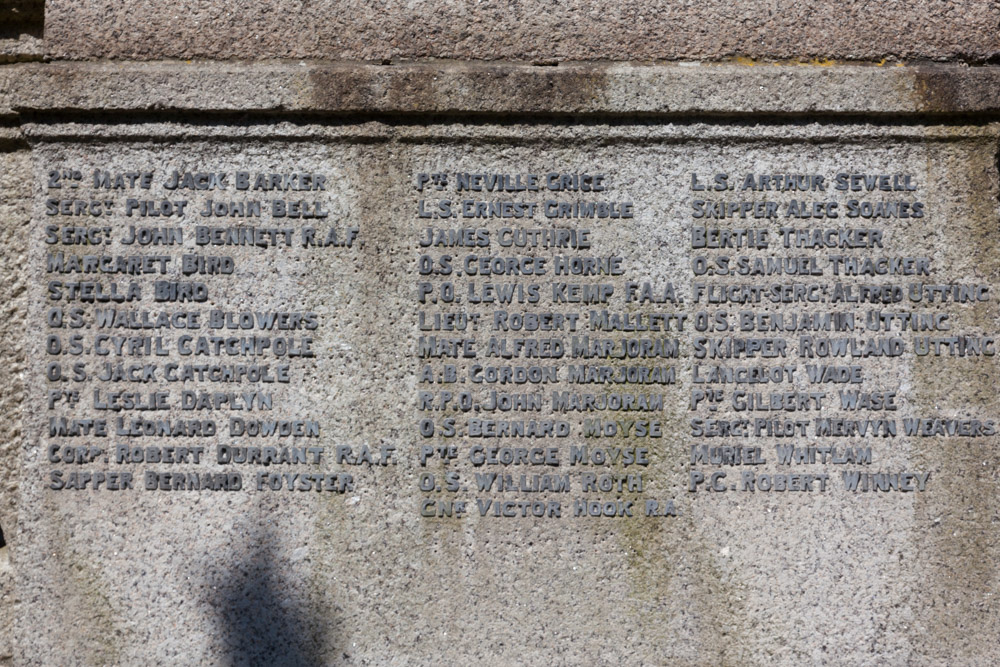 2ND MATE JACK BARKER
SERGT PILOT JOHN BELL
SERGT JOHN BENNETT R.A.F
MARGARET BIRD
STELLA BIRD
O.S. WALLACE BLOWERS
O.S. CYRIL CATCHPOLE
O.S. JACK CATCHPOLE
PTE LESLIE DAPLYN
MATE LEONARD DOWDEN
CORPL ROBERT DURRANT R.A.F.
SAPPER BERNARD FOYSTER
PTE NEVILLE GRICE
L.S. ERNEST GRIMBLE
JAMES GUTHRIE
O.S. GEORGE HORNE
P.O. LEWIS KEMP F.A.A.
LIEUT ROBERT MALLETT
MATE ALFRED MARJORAM
A.B. GORDON MARJORAM
R.P.O. JOHN MARJORAM
O.S. BERNARD MOYSE
PTE GEORGE MOYSE
O.S. WILLIAM ROTH
GNR VICTOR HOOK R.A.
L.S. ARTHUR SEWELL
SKIPPER ALEC SOANES
BERTIE THACKER
O.S. SAMUEL THACKER
FLIGHT-SERGT ALFRED UTTING
O.S. BENJAMIN UTTING
SKIPPER ROWLAND UTTING
LANCELOT WADE
PTE GILBERT WASE
SERGT PILOT MERVYN WEAVERS
MURIEL WHITLAM
P.C. ROBERT WINNEY